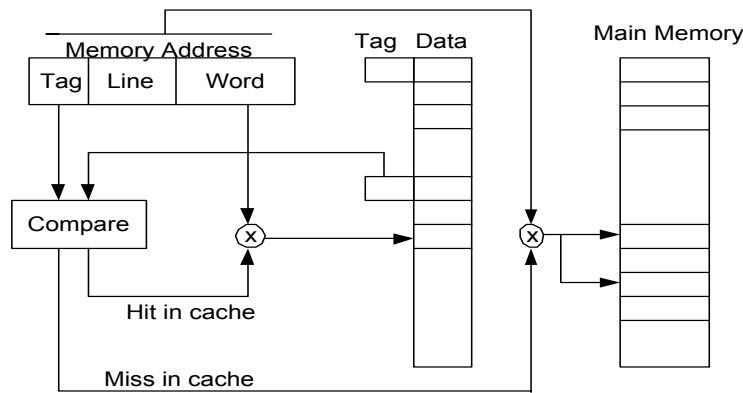 Memory Address
Tag Line Word
Tag Data
Main Memory
Compare
x
x
Hit in cache
Miss in cache